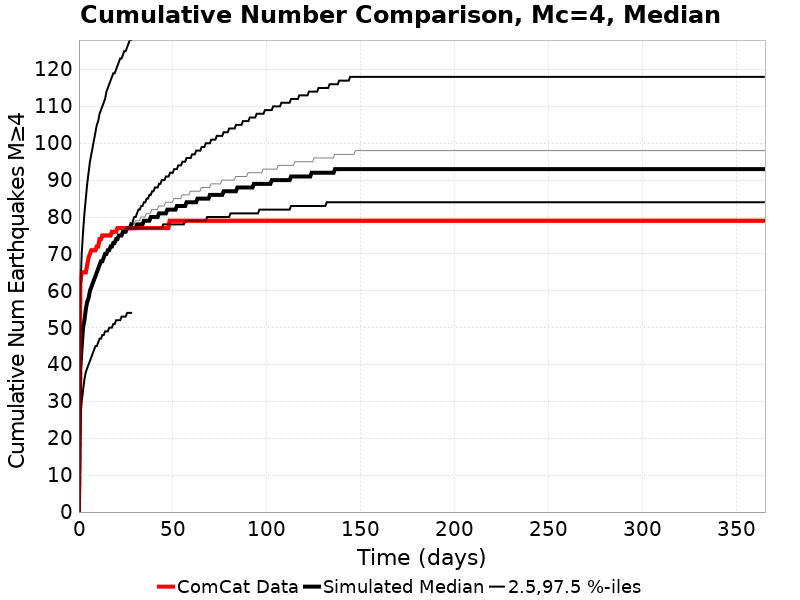 Cumulative Number Comparison, Mc=4, Median
Cumulative Num Earthquakes M≥4
120
110
100
90
80
70
60
50
40
30
20
10
0
0 50 100 150 200 250 300 350
Time (days)
ComCat Data Simulated Median 2.5,97.5 %-iles